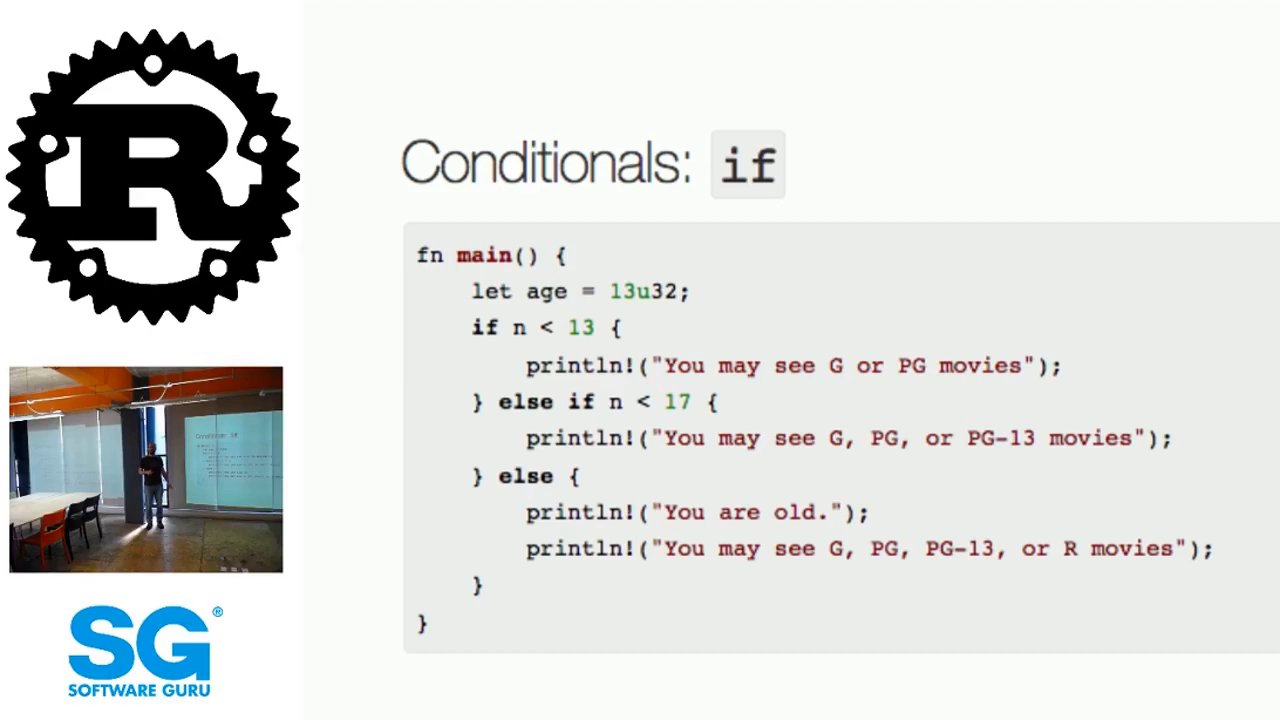 R
Conditionals: if
fn main() {
    let age = 13u32;
    if n < 13 {
        println!("You may see G or PG movies");
    } else if n < 17 {
        println!("You may see G, PG, or PG-13 movies");
    } else {
        println!("You are old.");
        println!("You may see G, PG, PG-13, or R movies");
    }
}
SG®
SOFTWARE GURU